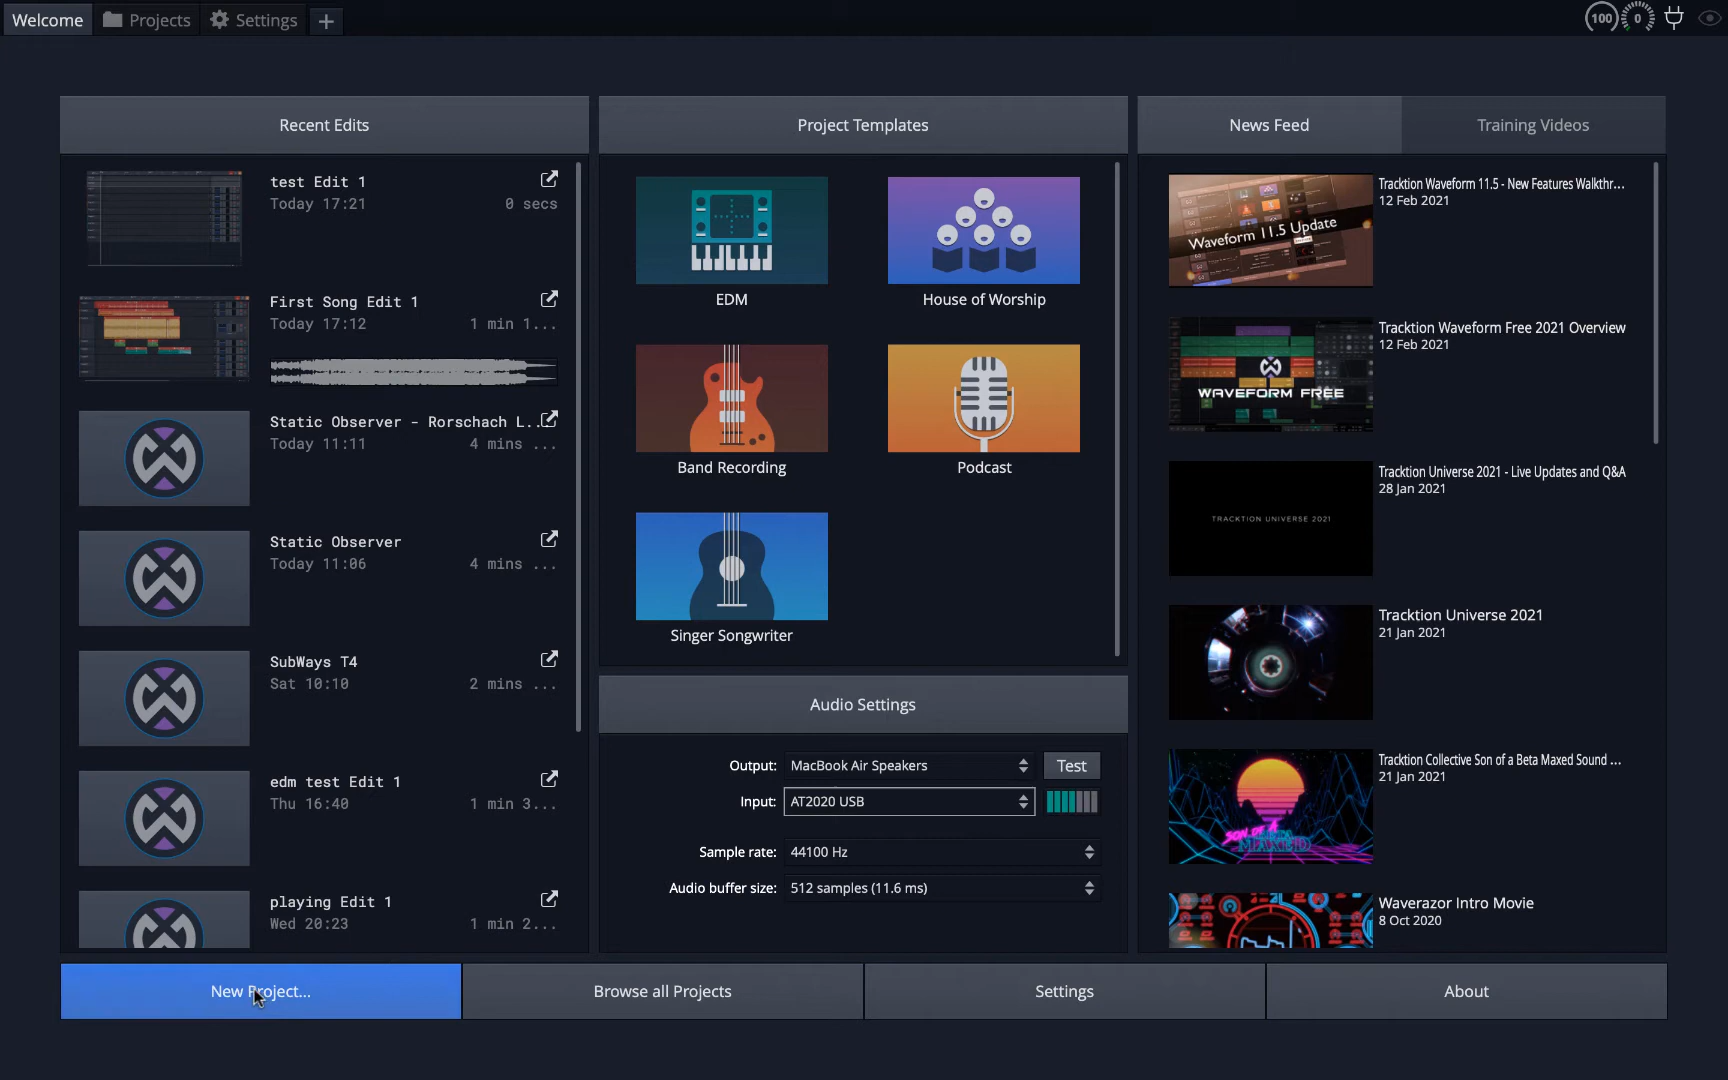 Welcome
Projects
Settings
+
100
0
Recent Edits
test Edit 1
Today 17:21
0 secs
First Song Edit 1
Today 17:12
1 min 1...
Static Observer - Rorschach L..
Today 11:11
4 mins ...
Static Observer
Today 11:06
4 mins ...
SubWays T4
Sat 10:10
2 mins ...
edm test Edit 1
Thu 16:40
1 min 3...
playing Edit 1
Wed 20:23
1 min 2...
Project Templates
EDM
House of Worship
Band Recording
Podcast
Singer Songwriter
Audio Settings
Output:
MacBook Air Speakers
Test
Input:
AT2020 USB
Sample rate:
44100 Hz
Audio buffer size:
512 samples (11.6 ms)
News Feed
Training Videos
Waveform 11.5 Update
Tracktion Waveform 11.5 - New Features Walkthr...
12 Feb 2021
WAVEFORM FREE
Tracktion Waveform Free 2021 Overview
12 Feb 2021
TRACKTION UNIVERSE 2021
Tracktion Universe 2021 - Live Updates and Q&A
28 Jan 2021
Tracktion Universe 2021
21 Jan 2021
SON OF A
Tracktion Collective Son of a Beta Maxed Sound ...
21 Jan 2021
Waverazor Intro Movie
8 Oct 2020
New Project...
Browse all Projects
Settings
About